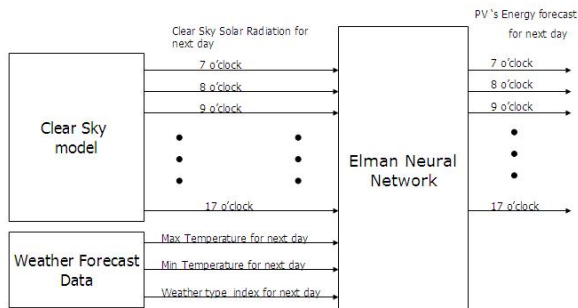 Clear Sky Solar Radiation for
next day
PV`s Energy forecast
for next day
7 o'clock
8 o'clock
9 o'clock
17 o'clock
Clear Sky
model
Elman Neural
Network
7 o'clock
8 o'clock
9 o'clock
17 o'clock
Weather Forecast
Data
Max Temperature for next day
Min Temperature for next day
Weather type index for next day